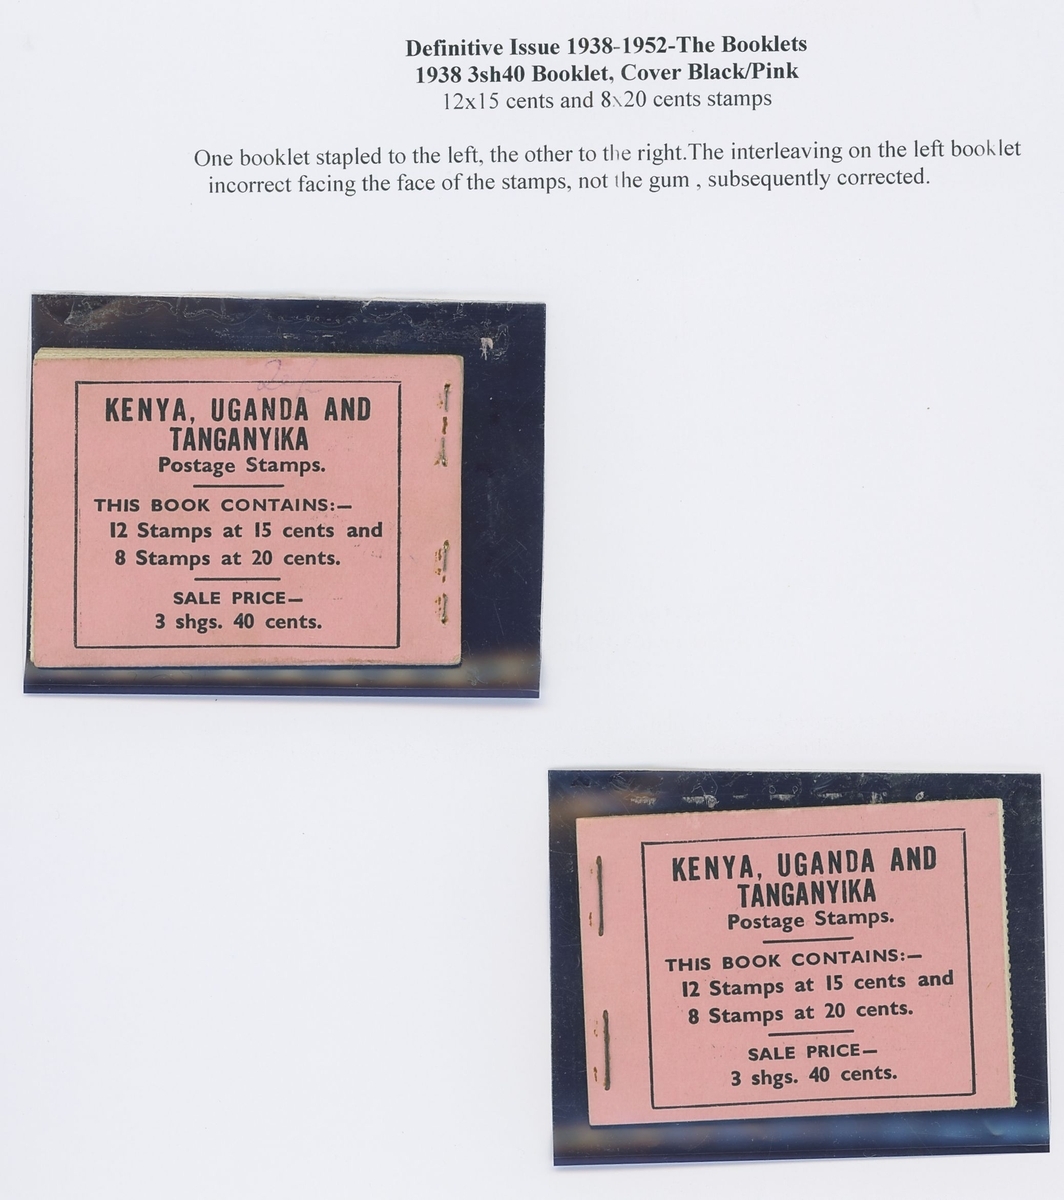 Definitive Issue 1938-1952-The Booklets
1938 3sh40 Booklet, Cover Black/Pink
12x15 cents and 8x20 cents stamps
One booklet stapled to the left, the other to the right.The interleaving on the left booklet
incorrect facing the face of the stamps, not the gum , subsequently corrected.
KENYA, UGANDA AND
TANGANYIKA
Postage Stamps.
THIS BOOK CONTAINS:—
12 Stamps at 15 cents and
8 Stamps at 20 cents.
SALE PRICE—
3 shgs. 40 cents.
KENYA, UGANDA AND
TANGANYIKA
Postage Stamps.
THIS BOOK CONTAINS:—
12 Stamps at 15 cents and
8 Stamps at 20 cents.
SALE PRICE—
3 shgs. 40 cents.